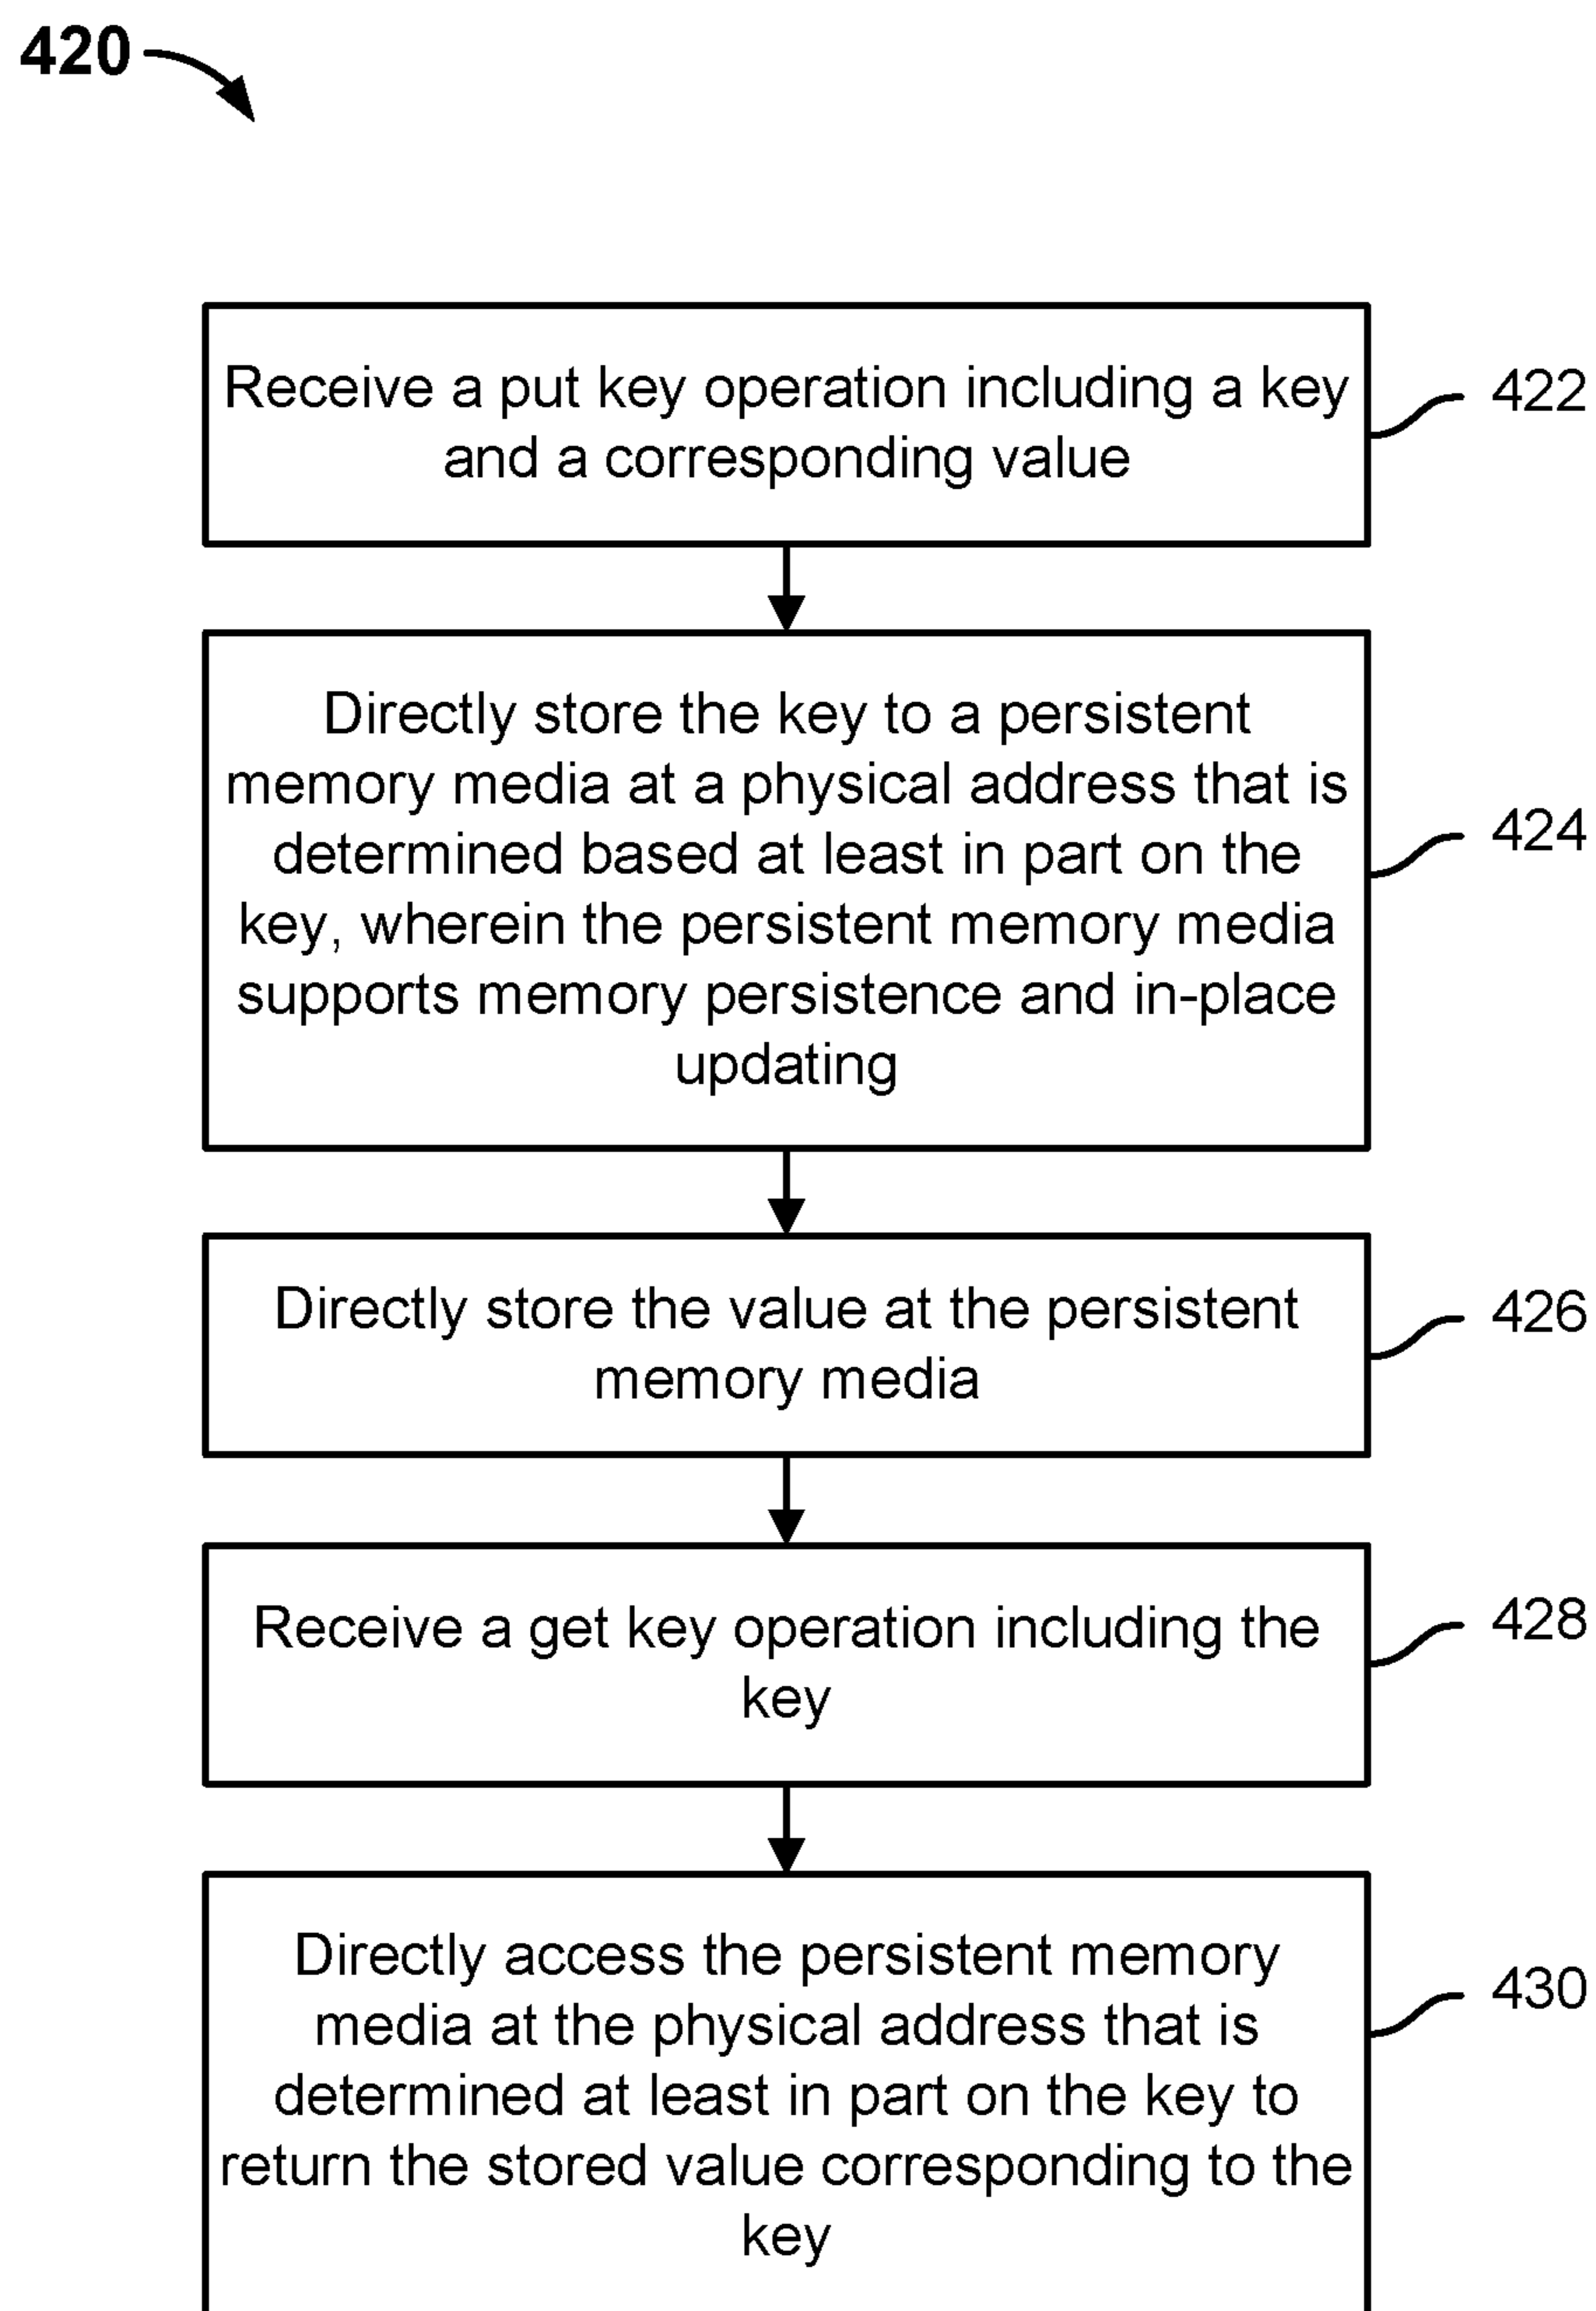 420
Receive a put key operation including a key
and a corresponding value
422
Directly store the key to a persistent
memory media at a physical address that is
determined based at least in part on the
key, wherein the persistent memory media
supports memory persistence and in-place
updating
424
Directly store the value at the persistent
memory media
426
Receive a get key operation including the
key
428
Directly access the persistent memory
media at the physical address that is
determined at least in part on the key to
return the stored value corresponding to the
key
430